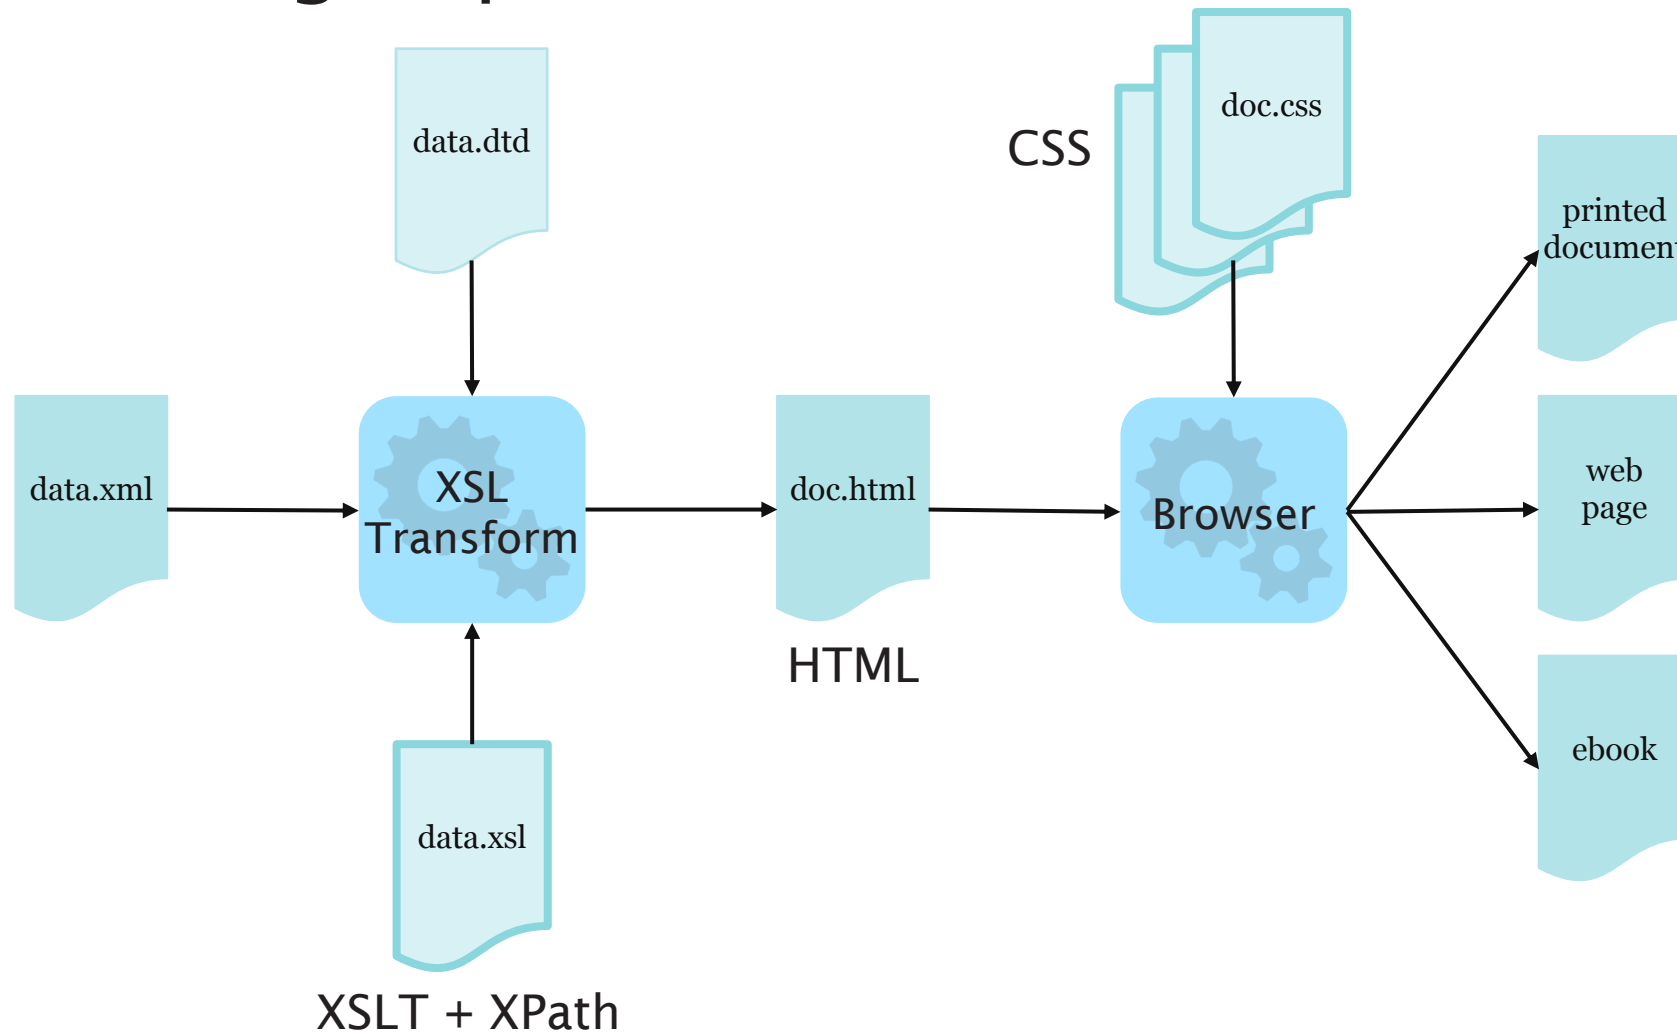 data.dtd
doc.css
CSS
printed
document
data.xml
XSL
Transform
doc.html
Browser
web
page
HTML
ebook
data.xsl
XSLT + XPath